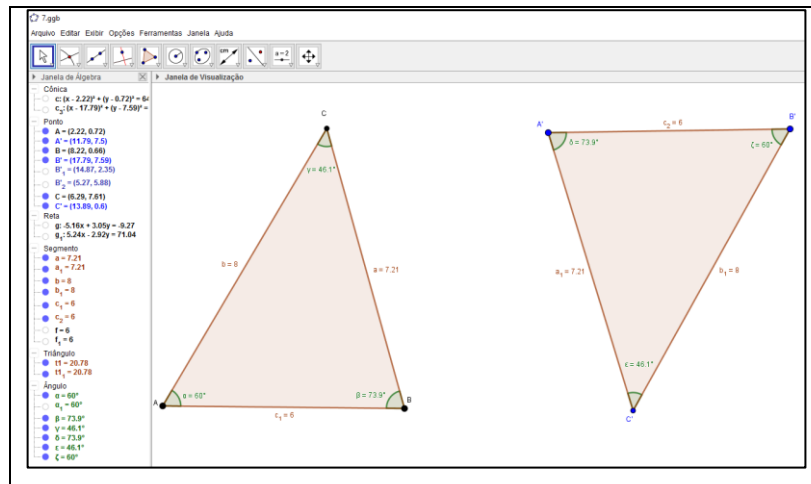 7.ggb
Arquivo Editar Exibir Opções Ferramentas Janela Ajuda
a = 2
Janela de Álgebra
Janela de Visualização
Cônica
c: (x - 2.22)² + (y - 0.72)² = 64
c₃: (x - 17.79)² + (y - 7.59)² =
Ponto
A = (2.22, 0.72)
A' = (11.79, 7.5)
B = (8.22, 0.66)
B' = (17.79, 7.59)
B'₁ = (14.87, 2.35)
B'₂ = (5.27, 5.88)
C = (6.29, 7.61)
C' = (13.89, 0.6)
Reta
g: -5.16x + 3.05y = -9.27
g₁: 5.24x - 2.92y = 71.04
Segmento
a = 7.21
a₁ = 7.21
b = 8
b₁ = 8
c₁ = 6
c₂ = 6
f = 6
f₁ = 6
Triângulo
t1 = 20.78
t1₁ = 20.78
Ângulo
α = 60°
α₁ = 60°
β = 73.9°
γ = 46.1°
δ = 73.9°
ε = 46.1°
ζ = 60°
C
γ = 46.1°
b = 8
a = 7.21
A
α = 60°
β = 73.9°
B
c₁ = 6
A'
c₂ = 6
B'
δ = 73.9°
ζ = 60°
a₁ = 7.21
b₁ = 8
ε = 46.1°
C'